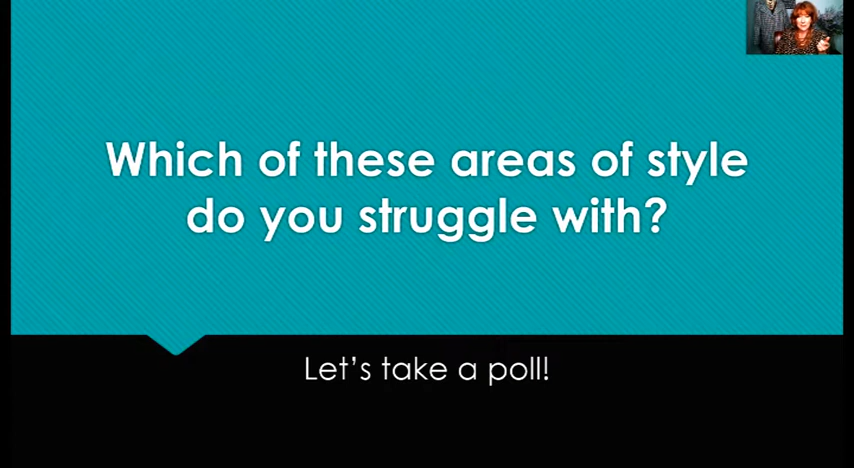 Which of these areas of style
do you struggle with?
Let's take a poll!